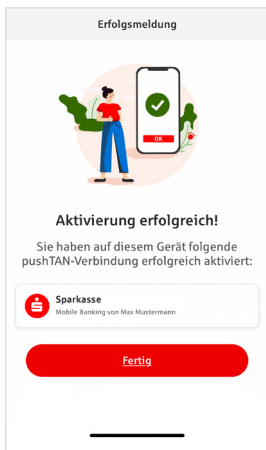 Erfolgsmeldung
OK
Aktivierung erfolgreich!
Sie haben auf diesem Gerät folgende
pushTAN-Verbindung erfolgreich aktiviert:
Sparkasse
Mobile Banking von Max Mustermann
Fertig